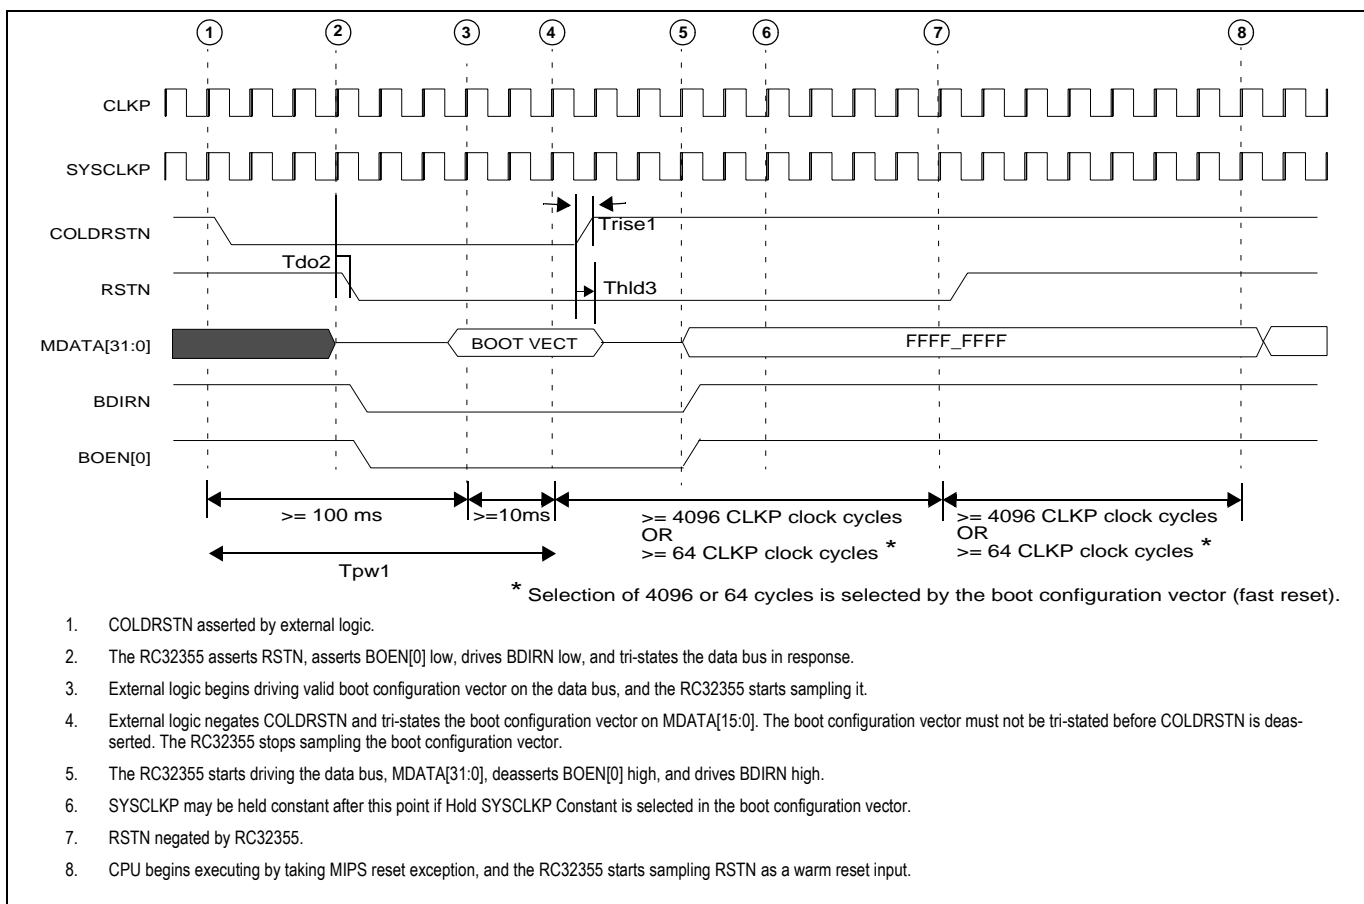 1 2 3 4 5 6 7 8
CLKP
SYSCLKP
COLDRSTN
Trise1
Tdo2
RSTN
Thld3
MDATA[31:0]
BOOT VECT
FFFF_FFFF
BDIRN
BOEN[0]
>= 100 ms
>=10ms
>= 4096 CLKP clock cycles
OR
>= 64 CLKP clock cycles *
>= 4096 CLKP clock cycles
OR
>= 64 CLKP clock cycles *
Tpw1
* Selection of 4096 or 64 cycles is selected by the boot configuration vector (fast reset).
1. COLDRSTN asserted by external logic.
2. The RC32355 asserts RSTN, asserts BOEN[0] low, drives BDIRN low, and tri-states the data bus in response.
3. External logic begins driving valid boot configuration vector on the data bus, and the RC32355 starts sampling it.
4. External logic negates COLDRSTN and tri-states the boot configuration vector on MDATA[15:0]. The boot configuration vector must not be tri-stated before COLDRSTN is deas-
serted. The RC32355 stops sampling the boot configuration vector.
5. The RC32355 starts driving the data bus, MDATA[31:0], deasserts BOEN[0] high, and drives BDIRN high.
6. SYSCLKP may be held constant after this point if Hold SYSCLKP Constant is selected in the boot configuration vector.
7. RSTN negated by RC32355.
8. CPU begins executing by taking MIPS reset exception, and the RC32355 starts sampling RSTN as a warm reset input.